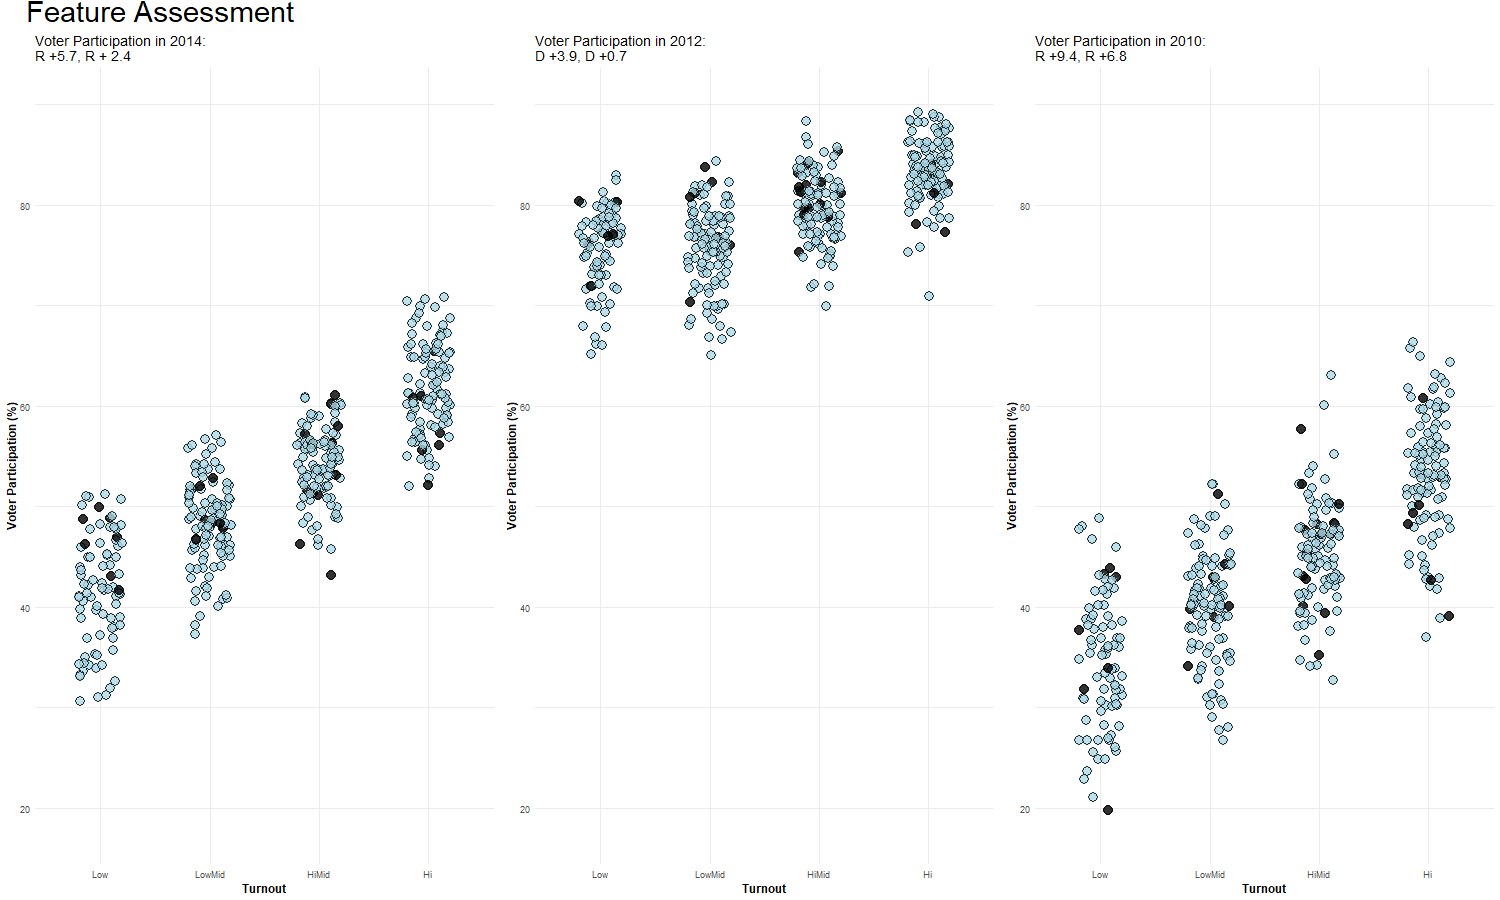 Feature Assessment
Voter Participation in 2014:
R +5.7, R + 2.4
Voter Participation (%)
80
60
40
20
Low LowMid HiMid Hi
Turnout
Voter Participation in 2012:
D +3.9, D +0.7
Voter Participation (%)
80
60
40
20
Low LowMid HiMid Hi
Turnout
Voter Participation in 2010:
R +9.4, R +6.8
Voter Participation (%)
80
60
40
20
Low LowMid HiMid Hi
Turnout